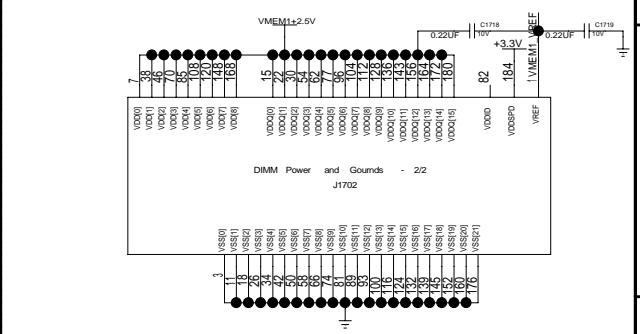 VMEM1+2.5V
C1718
0.22UF
10V
VMEM1_VREF
C1719
0.22UF
10V
+3.3V
7
38
46
70
85
108
120
148
168
15
22
30
54
62
77
96
104
112
128
136
143
156
164
172
180
82
184
1
VDD[0]
VDD[1]
VDD[2]
VDD[3]
VDD[4]
VDD[5]
VDD[6]
VDD[7]
VDD[8]
VDDQ[0]
VDDQ[1]
VDDQ[2]
VDDQ[3]
VDDQ[4]
VDDQ[5]
VDDQ[6]
VDDQ[7]
VDDQ[8]
VDDQ[9]
VDDQ[10]
VDDQ[11]
VDDQ[12]
VDDQ[13]
VDDQ[14]
VDDQ[15]
VDDID
VDDSPD
VREF
DIMM Power and Gournds - 2/2
J1702
VSS[0]
VSS[1]
VSS[2]
VSS[3]
VSS[4]
VSS[5]
VSS[6]
VSS[7]
VSS[8]
VSS[9]
VSS[10]
VSS[11]
VSS[12]
VSS[13]
VSS[14]
VSS[15]
VSS[16]
VSS[17]
VSS[18]
VSS[19]
VSS[20]
VSS[21]
3
11
18
26
34
42
50
58
66
74
81
89
93
100
116
124
132
139
145
152
160
176